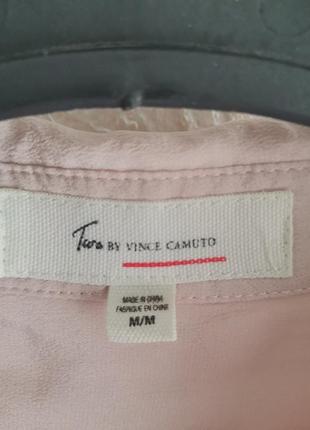 Two BY VINCE CAMUTO
MADE IN CHINA
FABRIQUÉ EN CHINE
M/M